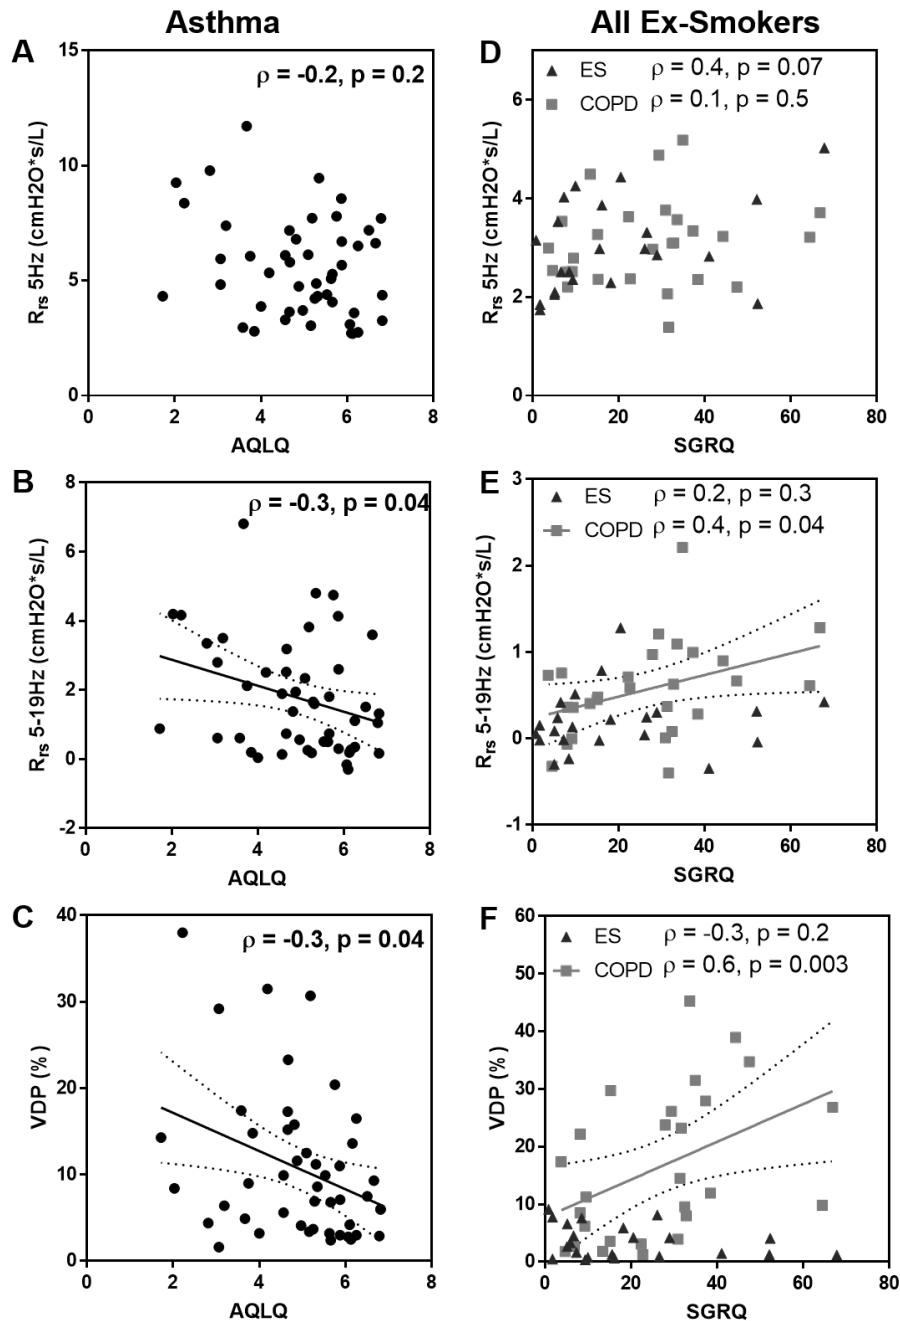 Asthma
All Ex-Smokers
A
ρ = -0.2, p = 0.2
15
10
5
0
Rrs 5Hz (cmH2O*s/L)
0 2 4 6 8
AQLQ
D
ES ρ = 0.4, p = 0.07
COPD ρ = 0.1, p = 0.5
6
4
2
0
Rrs 5Hz (cmH2O*s/L)
0 20 40 60 80
SGRQ
B
ρ = -0.3, p = 0.04
8
6
4
2
0
-2
Rrs 5-19Hz (cmH2O*s/L)
0 2 4 6 8
AQLQ
E
ES ρ = 0.2, p = 0.3
COPD ρ = 0.4, p = 0.04
3
2
1
0
-1
Rrs 5-19Hz (cmH2O*s/L)
0 20 40 60 80
SGRQ
C
ρ = -0.3, p = 0.04
40
30
20
10
0
VDP (%)
0 2 4 6 8
AQLQ
F
ES ρ = -0.3, p = 0.2
COPD ρ = 0.6, p = 0.003
60
50
40
30
20
10
0
VDP (%)
0 20 40 60 80
SGRQ